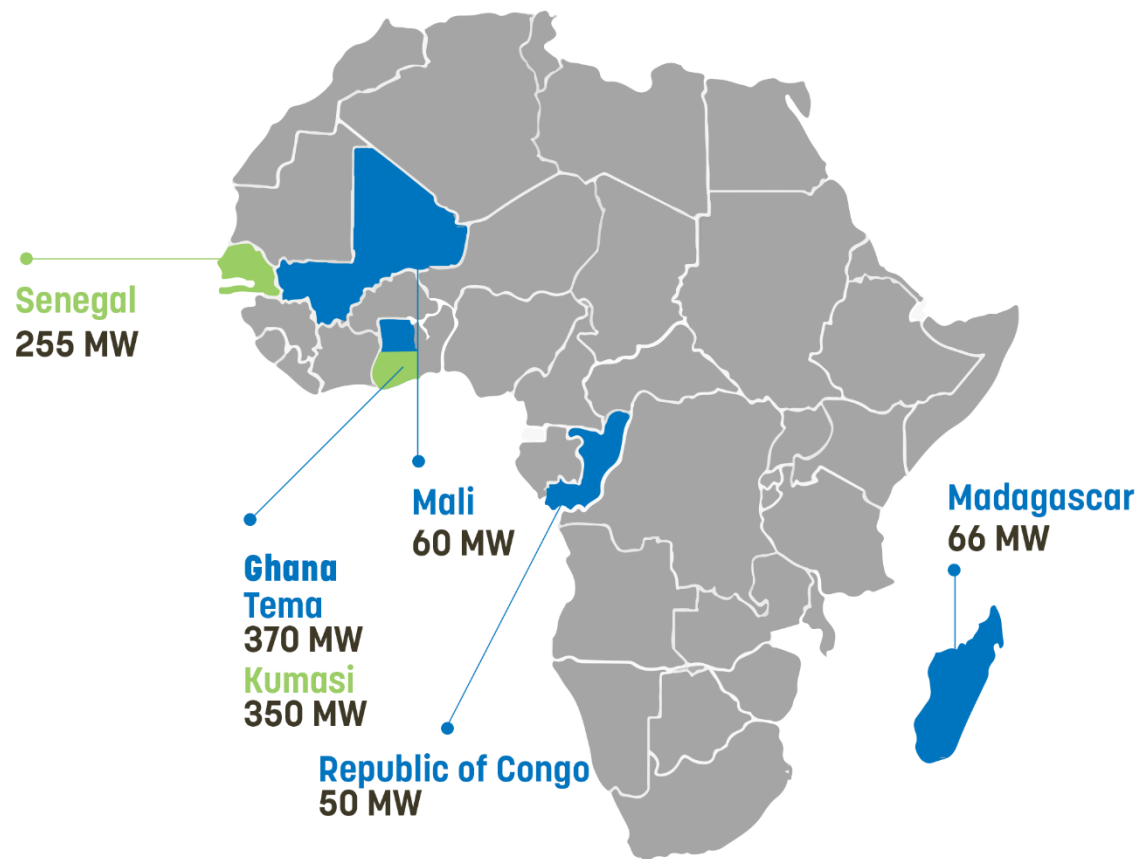 Senegal
255 MW
Mali
60 MW
Madagascar
66 MW
Ghana
Tema
370 MW
Kumasi
350 MW
Republic of Congo
50 MW